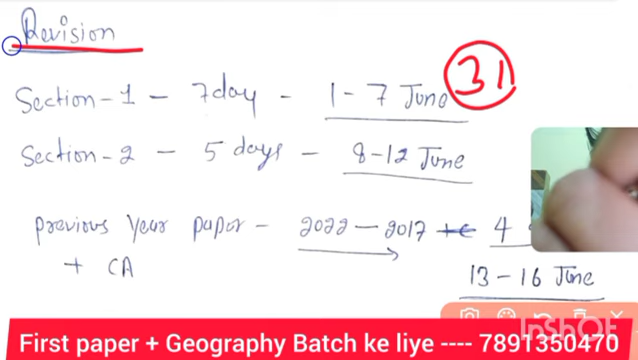 Revision
Section-1 - 7day - 1-7 June 31
Section-2 - 5 days - 8-12 June
Previous Year paper - 2022-2017 4
+ CA 13-16 June
InShOt
First paper + Geography Batch ke liye ---- 7891350470